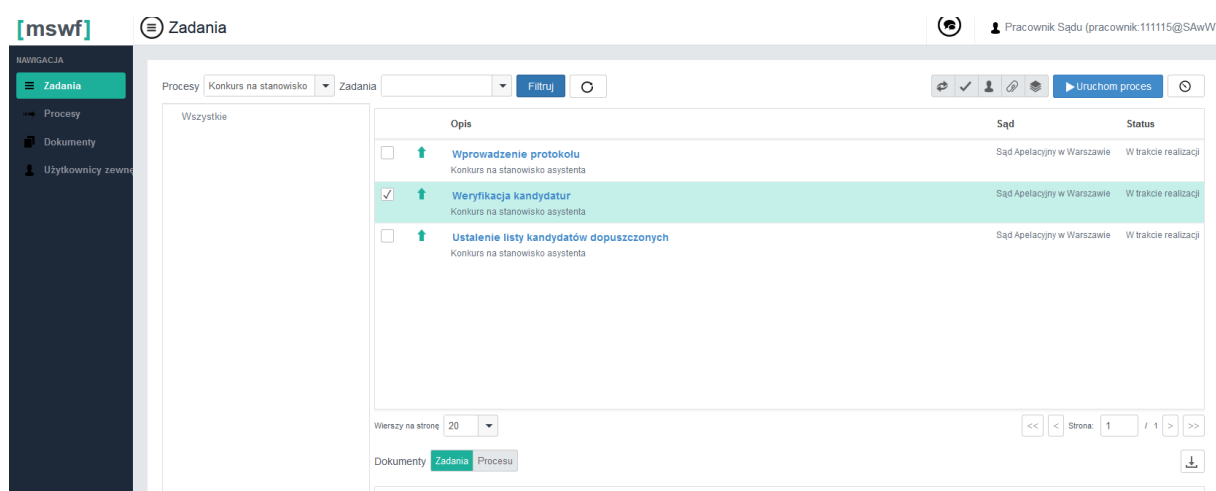 [mswf]
Zadania
Pracownik Sądu (pracownik:111115@SAwW
NAWIGACJA
Zadania
Procesy
Dokumenty
Użytkownicy zewnę
Procesy Konkurs na stanowisko Zadania Filtruj Uruchom proces
Wszystkie
Opis Sąd Status
Wprowadzenie protokołu Sąd Apelacyjny w Warszawie W trakcie realizacji
Konkurs na stanowisko asystenta
Weryfikacja kandydatur Sąd Apelacyjny w Warszawie W trakcie realizacji
Konkurs na stanowisko asystenta
Ustalenie listy kandydatów dopuszczonych Sąd Apelacyjny w Warszawie W trakcie realizacji
Konkurs na stanowisko asystenta
Wierszy na stronę 20 << < Strona: 1 / 1 > >>
Dokumenty Zadania Procesu